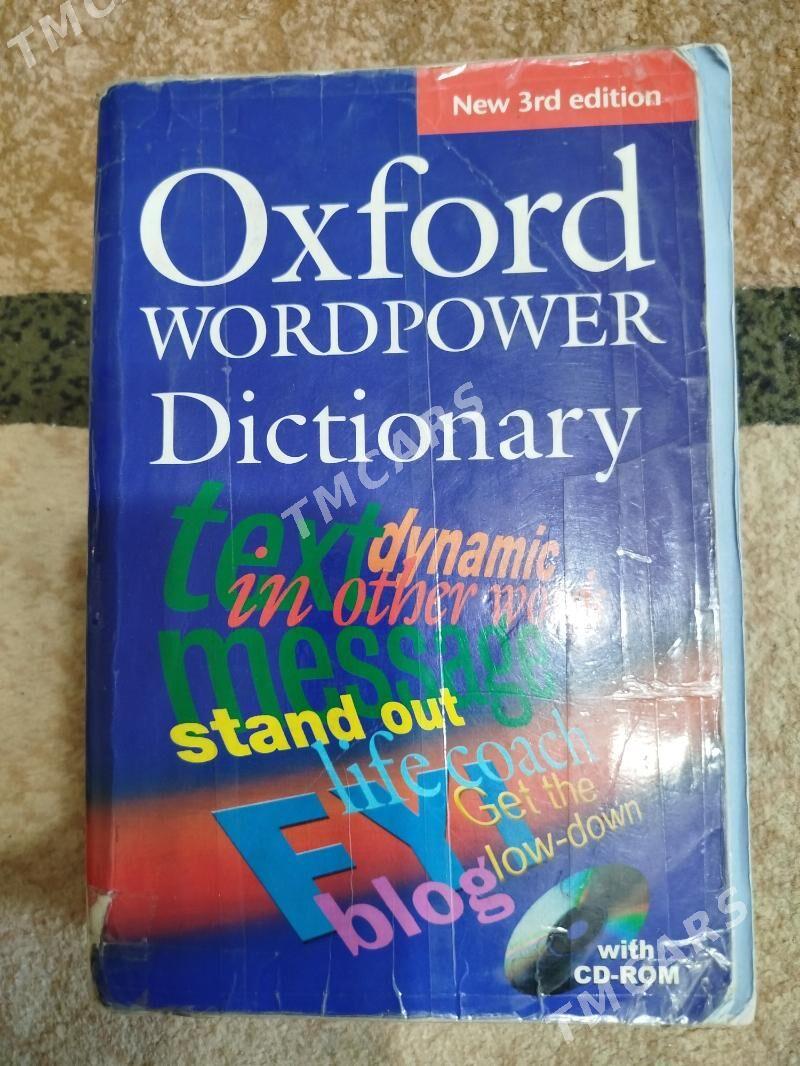 New 3rd edition
Oxford
WORDPOWER
Dictionary
text
dynamic
in other words
message
stand out
life coach
FYI
Get the
low-down
blog
with
CD-ROM
TMCARS
TMCARS
TMCARS